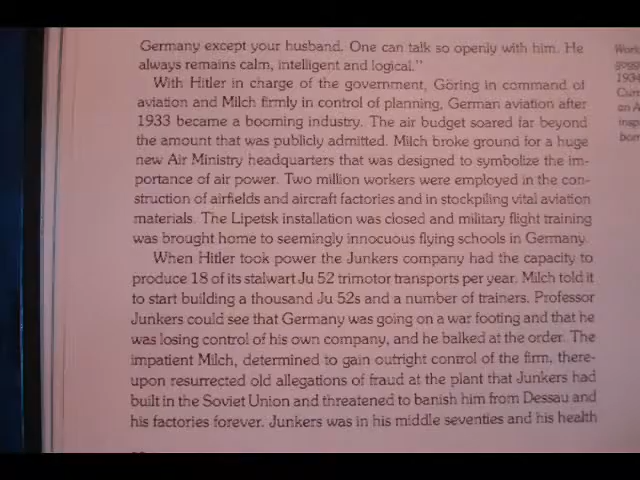 Germany except your husband. One can talk so openly with him. He
always remains calm, intelligent and logical."
With Hitler in charge of the government, Göring in command of
aviation and Milch firmly in control of planning, German aviation after
1933 became a booming industry. The air budget soared far beyond
the amount that was publicly admitted. Milch broke ground for a huge
new Air Ministry headquarters that was designed to symbolize the im-
portance of air power. Two million workers were employed in the con-
struction of airfields and aircraft factories and in stockpiling vital aviation
materials. The Lipetsk installation was closed and military flight training
was brought home to seemingly innocuous flying schools in Germany.
When Hitler took power the Junkers company had the capacity to
produce 18 of its stalwart Ju 52 trimotor transports per year. Milch told it
to start building a thousand Ju 52s and a number of trainers. Professor
Junkers could see that Germany was going on a war footing and that he
was losing control of his own company, and he balked at the order. The
impatient Milch, determined to gain outright control of the firm, there-
upon resurrected old allegations of fraud at the plant that Junkers had
built in the Soviet Union and threatened to banish him from Dessau and
his factories forever. Junkers was in his middle seventies and his health
1934